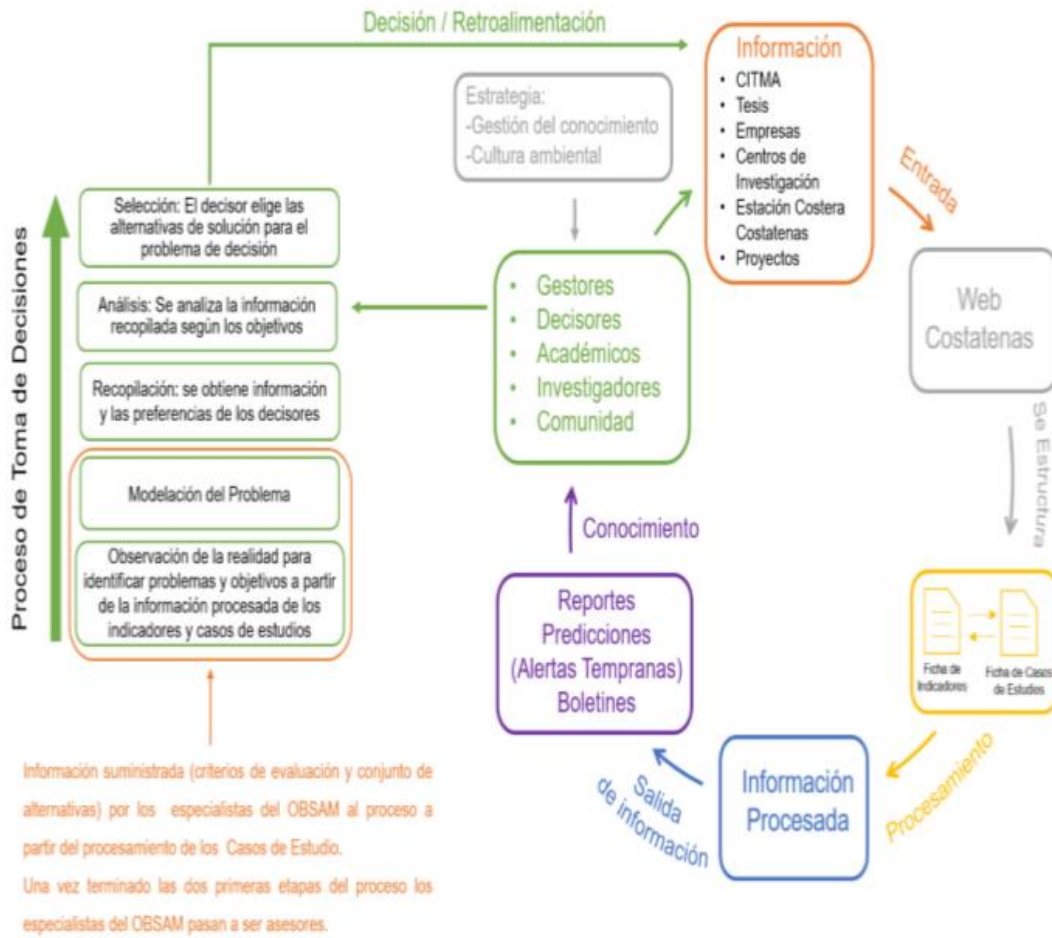 Decisión / Retroalimentación
Información
• CITMA
• Tesis
• Empresas
• Centros de
Investigación
• Estación Costera
Costatenas
• Proyectos
Estrategia:
-Gestión del conocimiento
-Cultura ambiental
Entrada
Proceso de Toma de Decisiones
Selección: El decisor elige las
alternativas de solución para el
problema de decisión
Análisis: Se analiza la información
recopilada según los objetivos
Recopilación: se obtiene información
y las preferencias de los decisores
Modelación del Problema
Observación de la realidad para
identificar problemas y objetivos a partir
de la información procesada de los
indicadores y casos de estudios
• Gestores
• Decisores
• Académicos
• Investigadores
• Comunidad
Web
Costatenas
Se Estructura
Conocimiento
Reportes
Predicciones
(Alertas Tempranas)
Boletines
Ficha de
Indicadores
Ficha de Casos
de Estudios
Procesamiento
Información
Procesada
Salida
de información
Información suministrada (criterios de evaluación y conjunto de
alternativas) por los especialistas del OBSAM al proceso a
partir del procesamiento de los Casos de Estudio.
Una vez terminado las dos primeras etapas del proceso los
especialistas del OBSAM pasan a ser asesores.